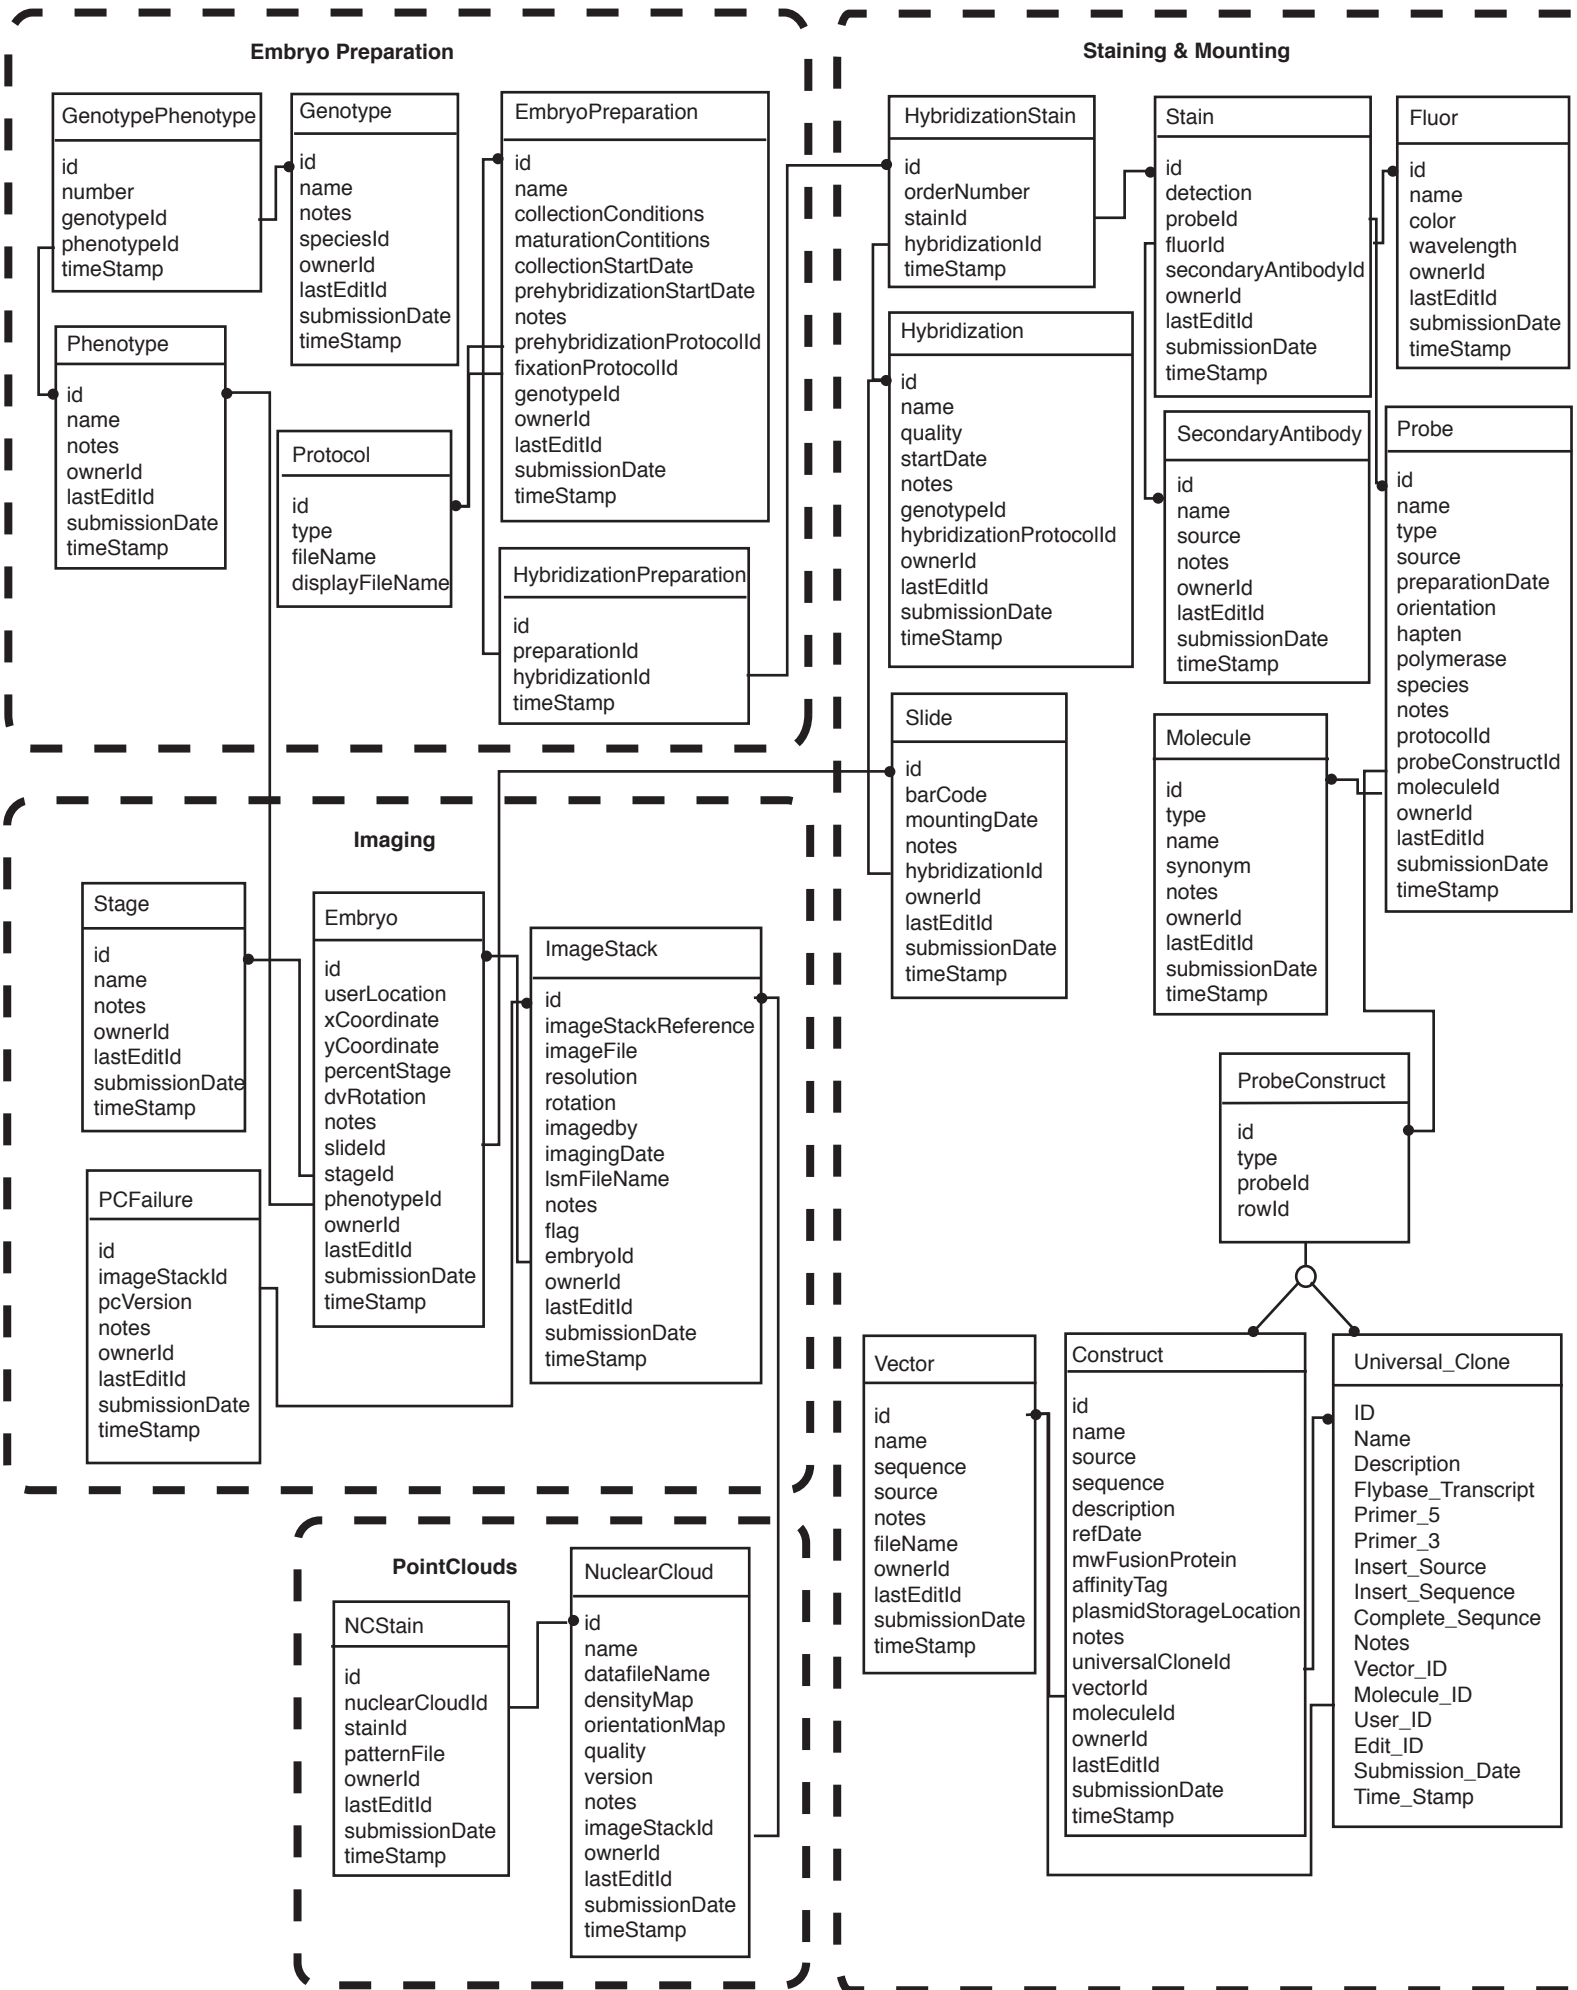 Embryo Preparation
GenotypePhenotype
id
number
genotypeId
phenotypeId
timeStamp
Genotype
id
name
notes
speciesId
ownerId
lastEditId
submissionDate
timeStamp
EmbryoPreparation
id
name
collectionConditions
maturationContitions
collectionStartDate
prehybridizationStartDate
notes
prehybridizationProtocolId
fixationProtocolId
genotypeId
ownerId
lastEditId
submissionDate
timeStamp
Phenotype
id
name
notes
ownerId
lastEditId
submissionDate
timeStamp
Protocol
id
type
fileName
displayFileName
HybridizationPreparation
id
preparationId
hybridizationId
timeStamp
Staining & Mounting
HybridizationStain
id
orderNumber
stainId
hybridizationId
timeStamp
Stain
id
detection
probeId
fluorId
secondaryAntibodyId
ownerId
lastEditId
submissionDate
timeStamp
Fluor
id
name
color
wavelength
ownerId
lastEditId
submissionDate
timeStamp
Hybridization
id
name
quality
startDate
notes
genotypeId
hybridizationProtocolId
ownerId
lastEditId
submissionDate
timeStamp
SecondaryAntibody
id
name
source
notes
ownerId
lastEditId
submissionDate
timeStamp
Probe
id
name
type
source
preparationDate
orientation
hapten
polymerase
species
notes
protocolId
probeConstructId
moleculeId
ownerId
lastEditId
submissionDate
timeStamp
Slide
id
barCode
mountingDate
notes
hybridizationId
ownerId
lastEditId
submissionDate
timeStamp
Molecule
id
type
name
synonym
notes
ownerId
lastEditId
submissionDate
timeStamp
ProbeConstruct
id
type
probeId
rowId
Vector
id
name
sequence
source
notes
fileName
ownerId
lastEditId
submissionDate
timeStamp
Construct
id
name
source
sequence
description
refDate
mwFusionProtein
affinityTag
plasmidStorageLocation
notes
universalCloneId
vectorId
moleculeId
ownerId
lastEditId
submissionDate
timeStamp
Universal_Clone
ID
Name
Description
Flybase_Transcript
Primer_5
Primer_3
Insert_Source
Insert_Sequence
Complete_Sequnce
Notes
Vector_ID
Molecule_ID
User_ID
Edit_ID
Submission_Date
Time_Stamp
Imaging
Stage
id
name
notes
ownerId
lastEditId
submissionDate
timeStamp
Embryo
id
userLocation
xCoordinate
yCoordinate
percentStage
dvRotation
notes
slideId
stageId
phenotypeId
ownerId
lastEditId
submissionDate
timeStamp
ImageStack
id
imageStackReference
imageFile
resolution
rotation
imagedby
imagingDate
lsmFileName
notes
flag
embryoId
ownerId
lastEditId
submissionDate
timeStamp
PCFailure
id
imageStackId
pcVersion
notes
ownerId
lastEditId
submissionDate
timeStamp
PointClouds
NCStain
id
nuclearCloudId
stainId
patternFile
ownerId
lastEditId
submissionDate
timeStamp
NuclearCloud
id
name
datafileName
densityMap
orientationMap
quality
version
notes
imageStackId
ownerId
lastEditId
submissionDate
timeStamp